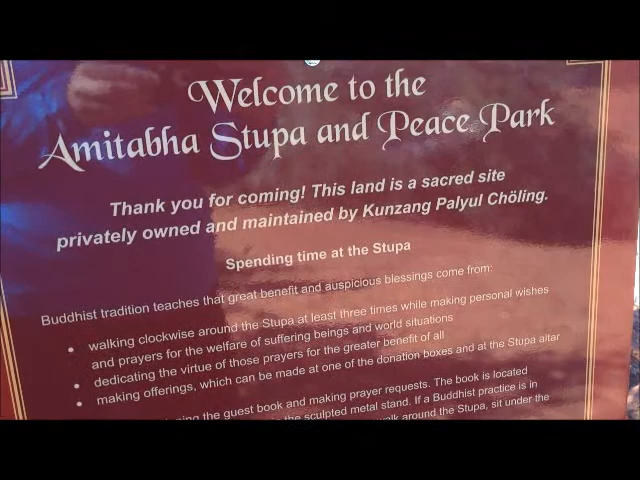 Welcome to the
Amitabha Stupa and Peace Park
Thank you for coming! This land is a sacred site
privately owned and maintained by Kunzang Palyul Chöling.
Spending time at the Stupa
Buddhist tradition teaches that great benefit and auspicious blessings come from:
• walking clockwise around the Stupa at least three times while making personal wishes
and prayers for the welfare of suffering beings and world situations
• dedicating the virtue of those prayers for the greater benefit of all
• making offerings, which can be made at one of the donation boxes and at the Stupa altar
the guest book and making prayer requests. The book is located
the sculpted metal stand. If a Buddhist practice is in
around the Stupa, sit under the